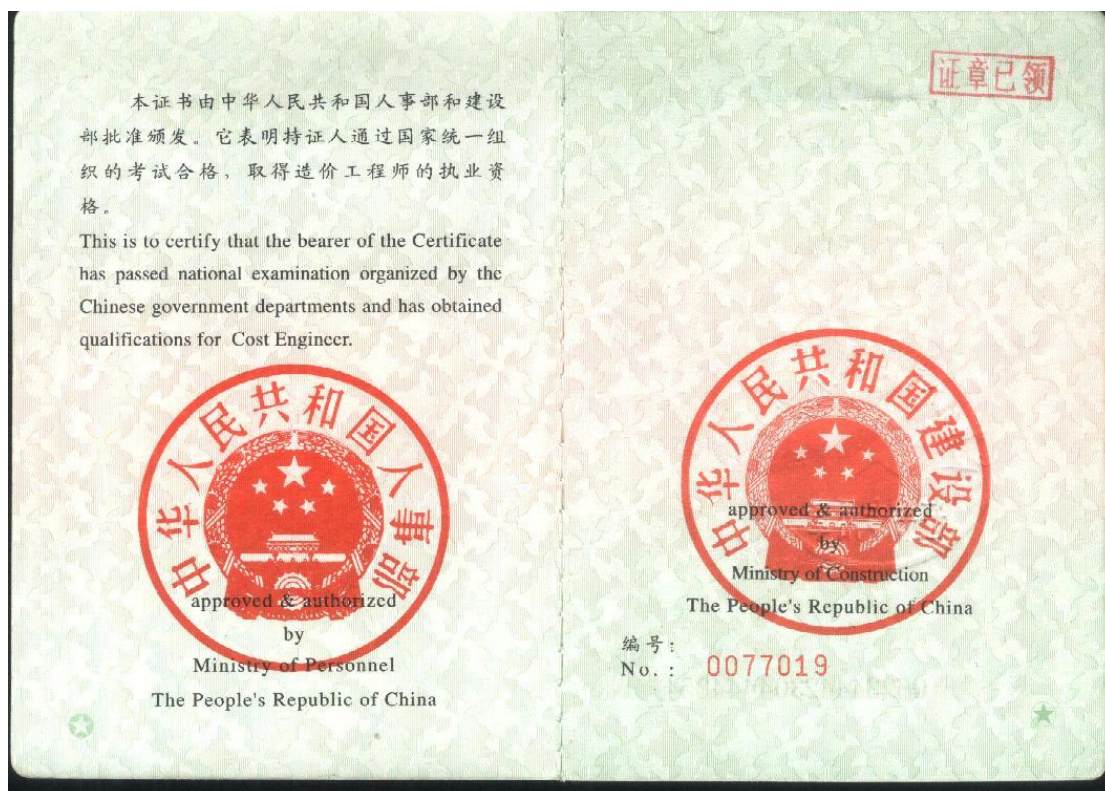 本证书由中华人民共和国人事部和建设
部批准颁发。它表明持证人通过国家统一组
织的考试合格，取得造价工程师的执业资
格。
This is to certify that the bearer of the Certificate
has passed national examination organized by the
Chinese government departments and has obtained
qualifications for Cost Engineer.
中华人民共和国人事部
approved & authorized
by
Ministry of Personnel
The People's Republic of China
证章已领
中华人民共和国建设部
approved & authorized
by
Ministry of Construction
The People's Republic of China
编号:
No.: 0077019